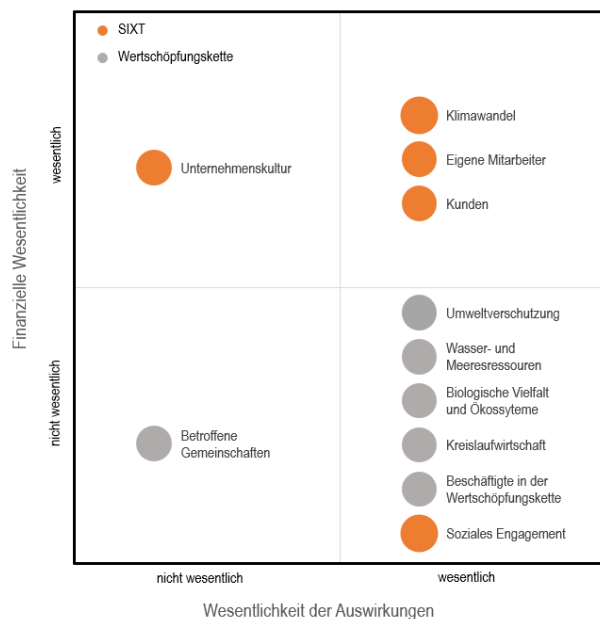 SIXT
Wertschöpfungskette
Finanzielle Wesentlichkeit
wesentlich
nicht wesentlich
Unternehmenskultur
Klimawandel
Eigene Mitarbeiter
Kunden
Betroffene
Gemeinschaften
Umweltverschutzung
Wasser- und
Meeresressouren
Biologische Vielfalt
und Ökossyteme
Kreislaufwirtschaft
Beschäftigte in der
Wertschöpfungskette
Soziales Engagement
nicht wesentlich
wesentlich
Wesentlichkeit der Auswirkungen